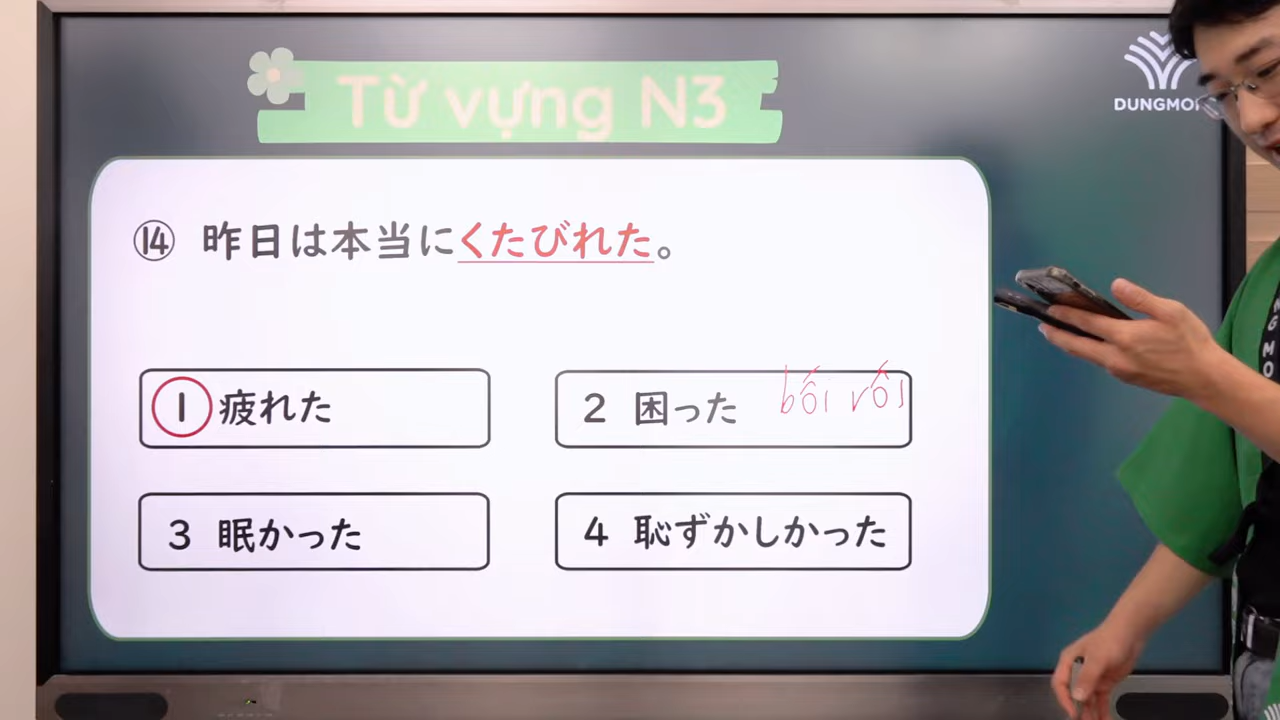 Từ vựng N3
DUNGMO
⑭ 昨日は本当にくたびれた。
1 疲れた
2 困った bối rối
3 眠かった
4 恥ずかしかった
NG MO